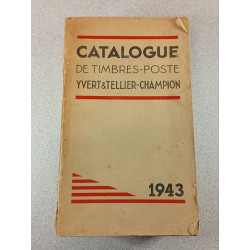 CATALOGUE
DE TIMBRES-POSTE
YVERT&TELLIER-CHAMPION
1943